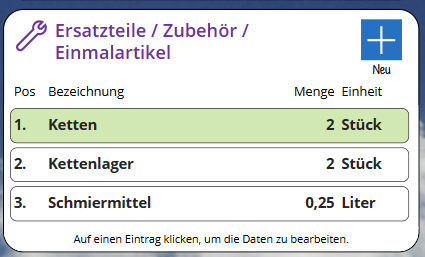 Ersatzteile / Zubehör /
Einmalartikel
Neu
Pos Bezeichnung Menge Einheit
1. Ketten 2 Stück
2. Kettenlager 2 Stück
3. Schmiermittel 0,25 Liter
Auf einen Eintrag klicken, um die Daten zu bearbeiten.